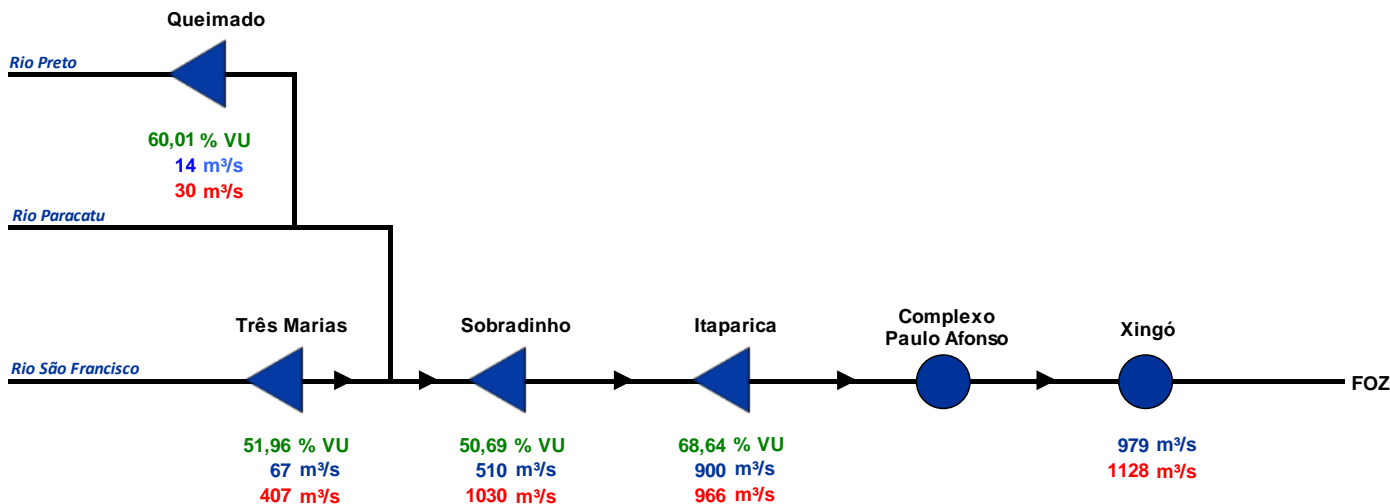 Queimado
Rio Preto
60,01 % VU
14 m³/s
30 m³/s
Rio Paracatu
Três Marias
Sobradinho
Itaparica
Complexo
Paulo Afonso
Xingó
Rio São Francisco
FOZ
51,96 % VU
67 m³/s
407 m³/s
50,69 % VU
510 m³/s
1030 m³/s
68,64 % VU
900 m³/s
966 m³/s
979 m³/s
1128 m³/s